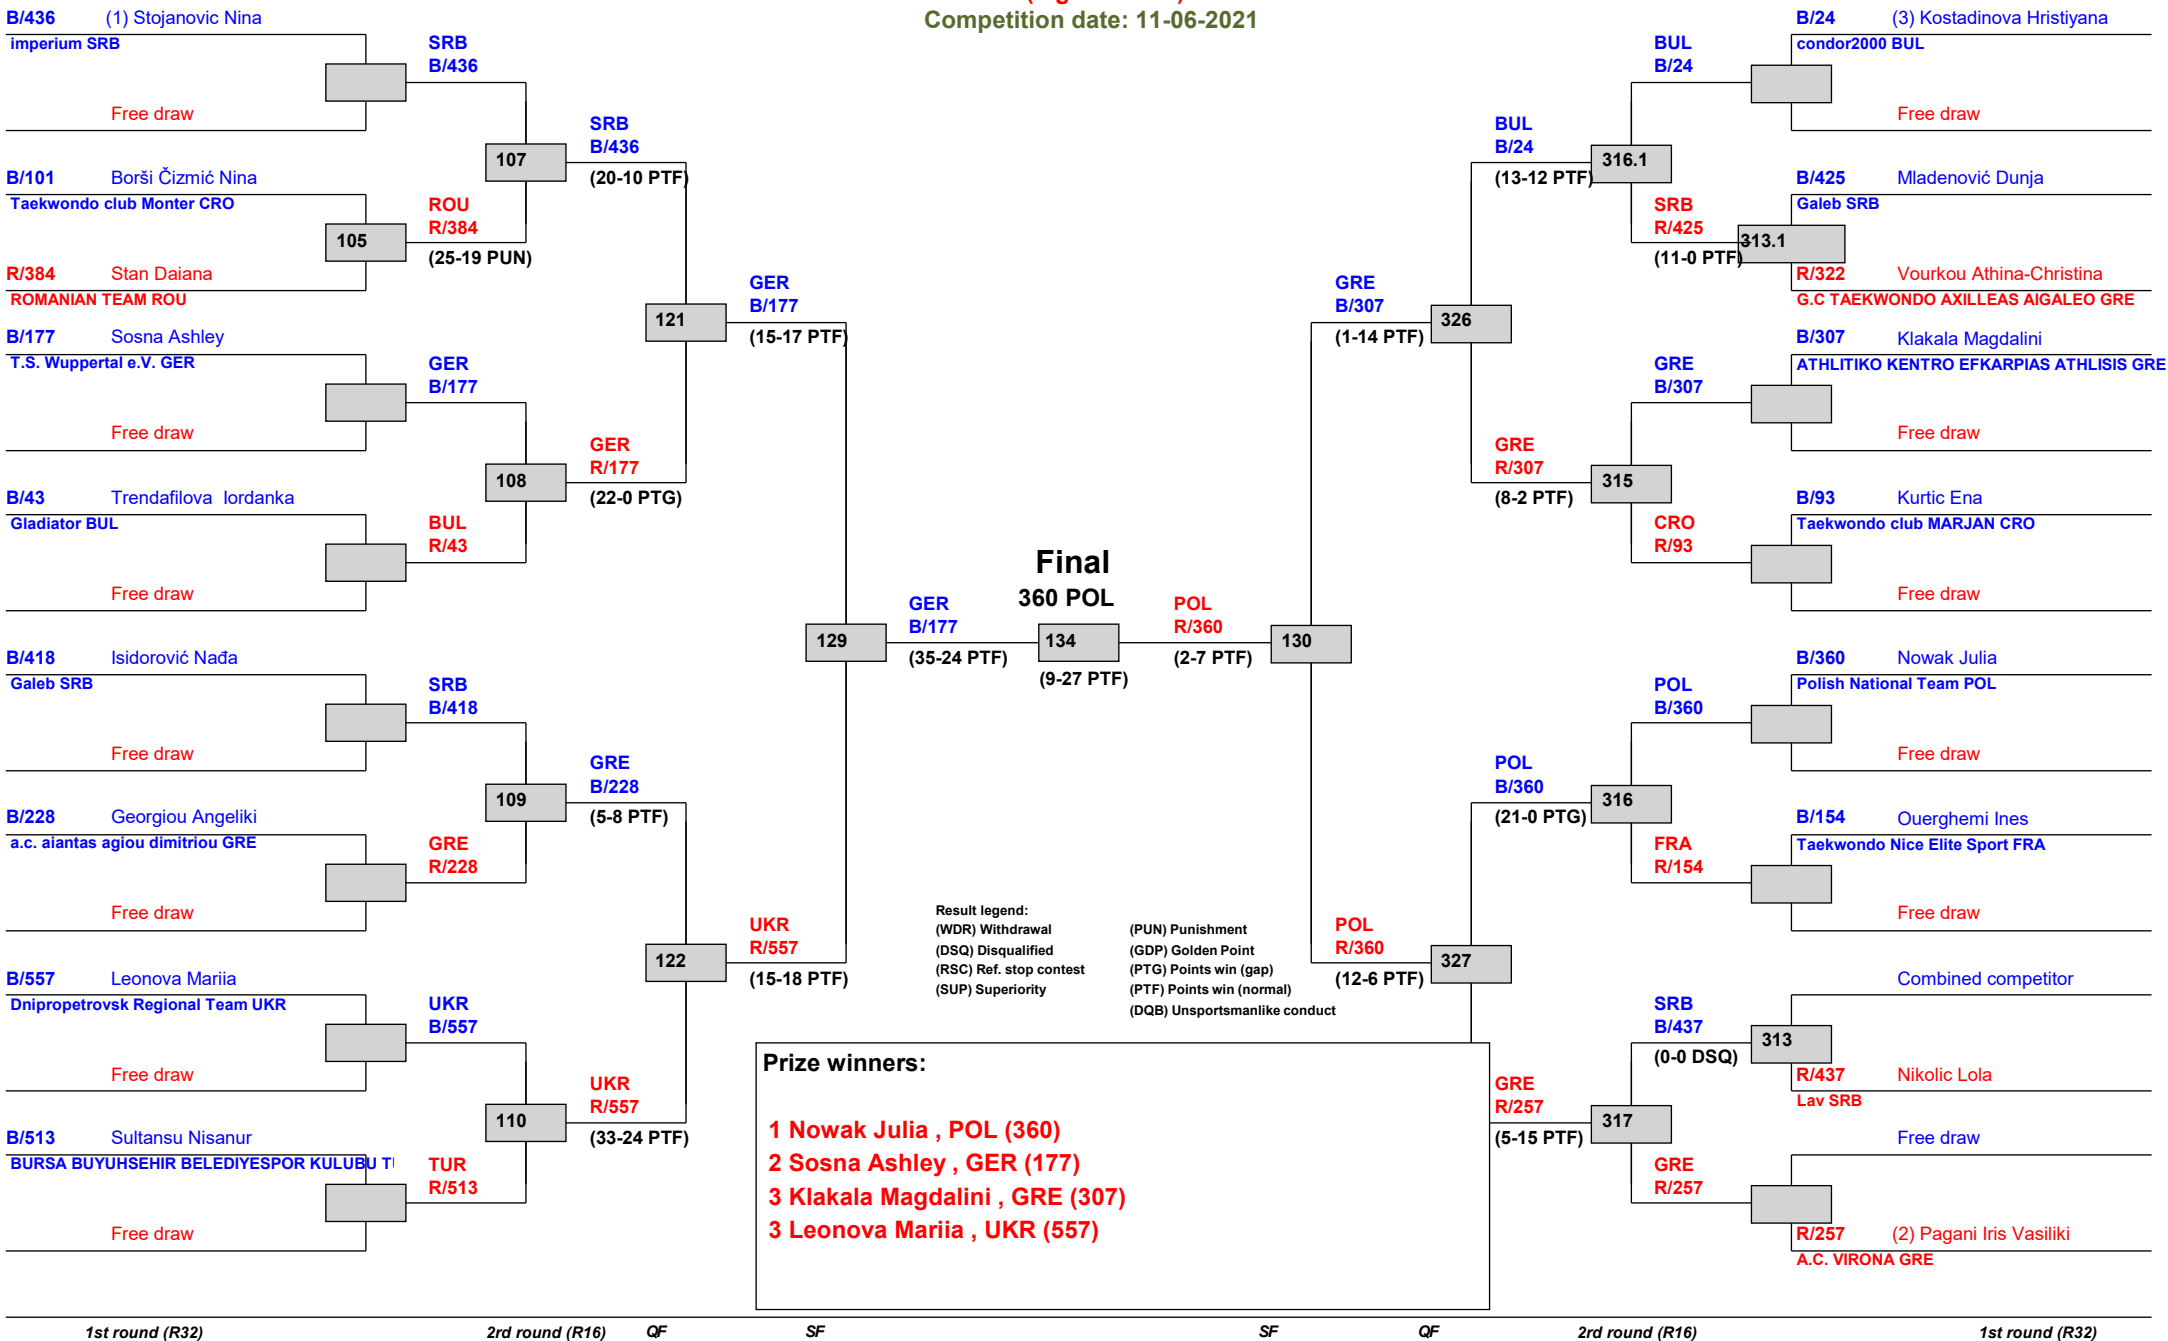 Competition date: 11-06-2021
B/436 (1) Stojanovic Nina
imperium SRB
Free draw
B/101 Borši Čizmić Nina
Taekwondo club Monter CRO
R/384 Stan Daiana
ROMANIAN TEAM ROU
B/177 Sosna Ashley
T.S. Wuppertal e.V. GER
Free draw
B/43 Trendafilova Iordanka
Gladiator BUL
Free draw
B/418 Isidorović Nađa
Galeb SRB
Free draw
B/228 Georgiou Angeliki
a.c. aiantas agiou dimitriou GRE
Free draw
B/557 Leonova Mariia
Dnipropetrovsk Regional Team UKR
Free draw
B/513 Sultansu Nisanur
BURSA BUYUHSEHIR BELEDIYESPOR KULUBU
Free draw
SRB
B/436
105
ROU
R/384
(25-19 PUN)
GER
B/177
BUL
R/43
SRB
B/418
GRE
R/228
UKR
B/557
TUR
R/513
107
SRB
B/436
(20-10 PTF)
108
GER
R/177
(22-0 PTG)
109
GRE
B/228
(5-8 PTF)
110
UKR
R/557
(33-24 PTF)
121
GER
B/177
(15-17 PTF)
122
UKR
R/557
(15-18 PTF)
129
GER
B/177
(35-24 PTF)
Final
360 POL
134
(9-27 PTF)
POL
R/360
(2-7 PTF)
130
GRE
B/307
(1-14 PTF)
326
POL
R/360
(12-6 PTF)
327
BUL
B/24
(13-12 PTF)
316.1
GRE
R/307
(8-2 PTF)
315
POL
B/360
(21-0 PTG)
316
GRE
R/257
(5-15 PTF)
317
BUL
B/24
SRB
R/425
(11-0 PTF)
313.1
GRE
B/307
CRO
R/93
POL
B/360
FRA
R/154
SRB
B/437
(0-0 DSQ)
313
GRE
R/257
B/24 (3) Kostadinova Hristiyana
condor2000 BUL
Free draw
B/425 Mladenović Dunja
Galeb SRB
R/322 Vourkou Athina-Christina
G.C TAEKWONDO AXILLEAS AIGALEO GRE
B/307 Klakala Magdalini
ATHLITIKO KENTRO EFKARPIAS ATHLISIS GRE
Free draw
B/93 Kurtic Ena
Taekwondo club MARJAN CRO
Free draw
B/360 Nowak Julia
Polish National Team POL
Free draw
B/154 Ouerghemi Ines
Taekwondo Nice Elite Sport FRA
Free draw
Combined competitor
R/437 Nikolic Lola
Lav SRB
Free draw
R/257 (2) Pagani Iris Vasiliki
A.C. VIRONA GRE
Result legend:
(WDR) Withdrawal
(DSQ) Disqualified
(RSC) Ref. stop contest
(SUP) Superiority
(PUN) Punishment
(GDP) Golden Point
(PTG) Points win (gap)
(PTF) Points win (normal)
(DQB) Unsportsmanlike conduct
Prize winners:
1 Nowak Julia , POL (360)
2 Sosna Ashley , GER (177)
3 Klakala Magdalini , GRE (307)
3 Leonova Mariia , UKR (557)
1st round (R32) 2rd round (R16) QF SF SF QF 2rd round (R16) 1st round (R32)